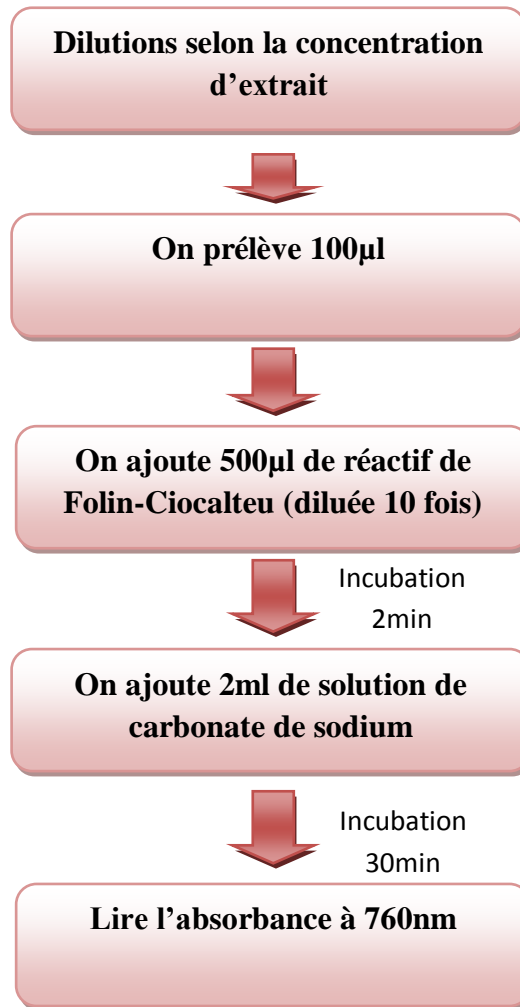 Dilutions selon la concentration
d’extrait
On prélève 100µl
On ajoute 500µl de réactif de
Folin-Ciocalteu (diluée 10 fois)
Incubation
2min
On ajoute 2ml de solution de
carbonate de sodium
Incubation
30min
Lire l’absorbance à 760nm